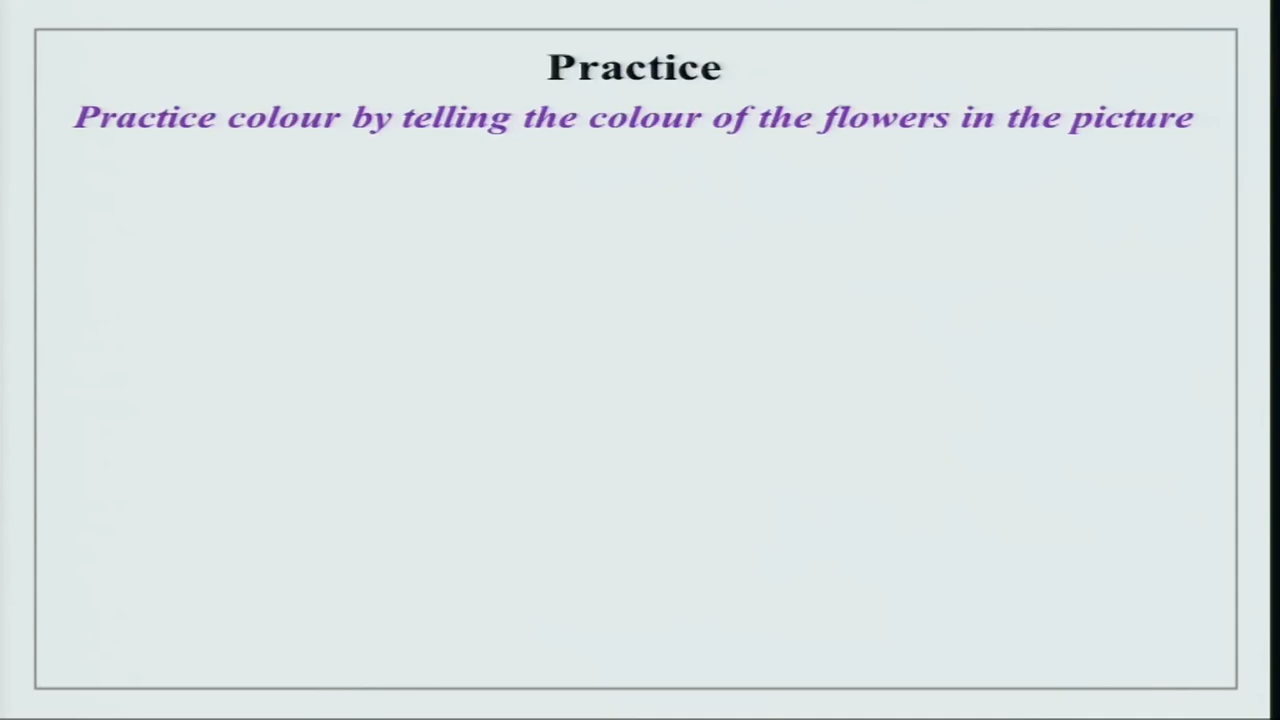 Practice
Practice colour by telling the colour of the flowers in the picture